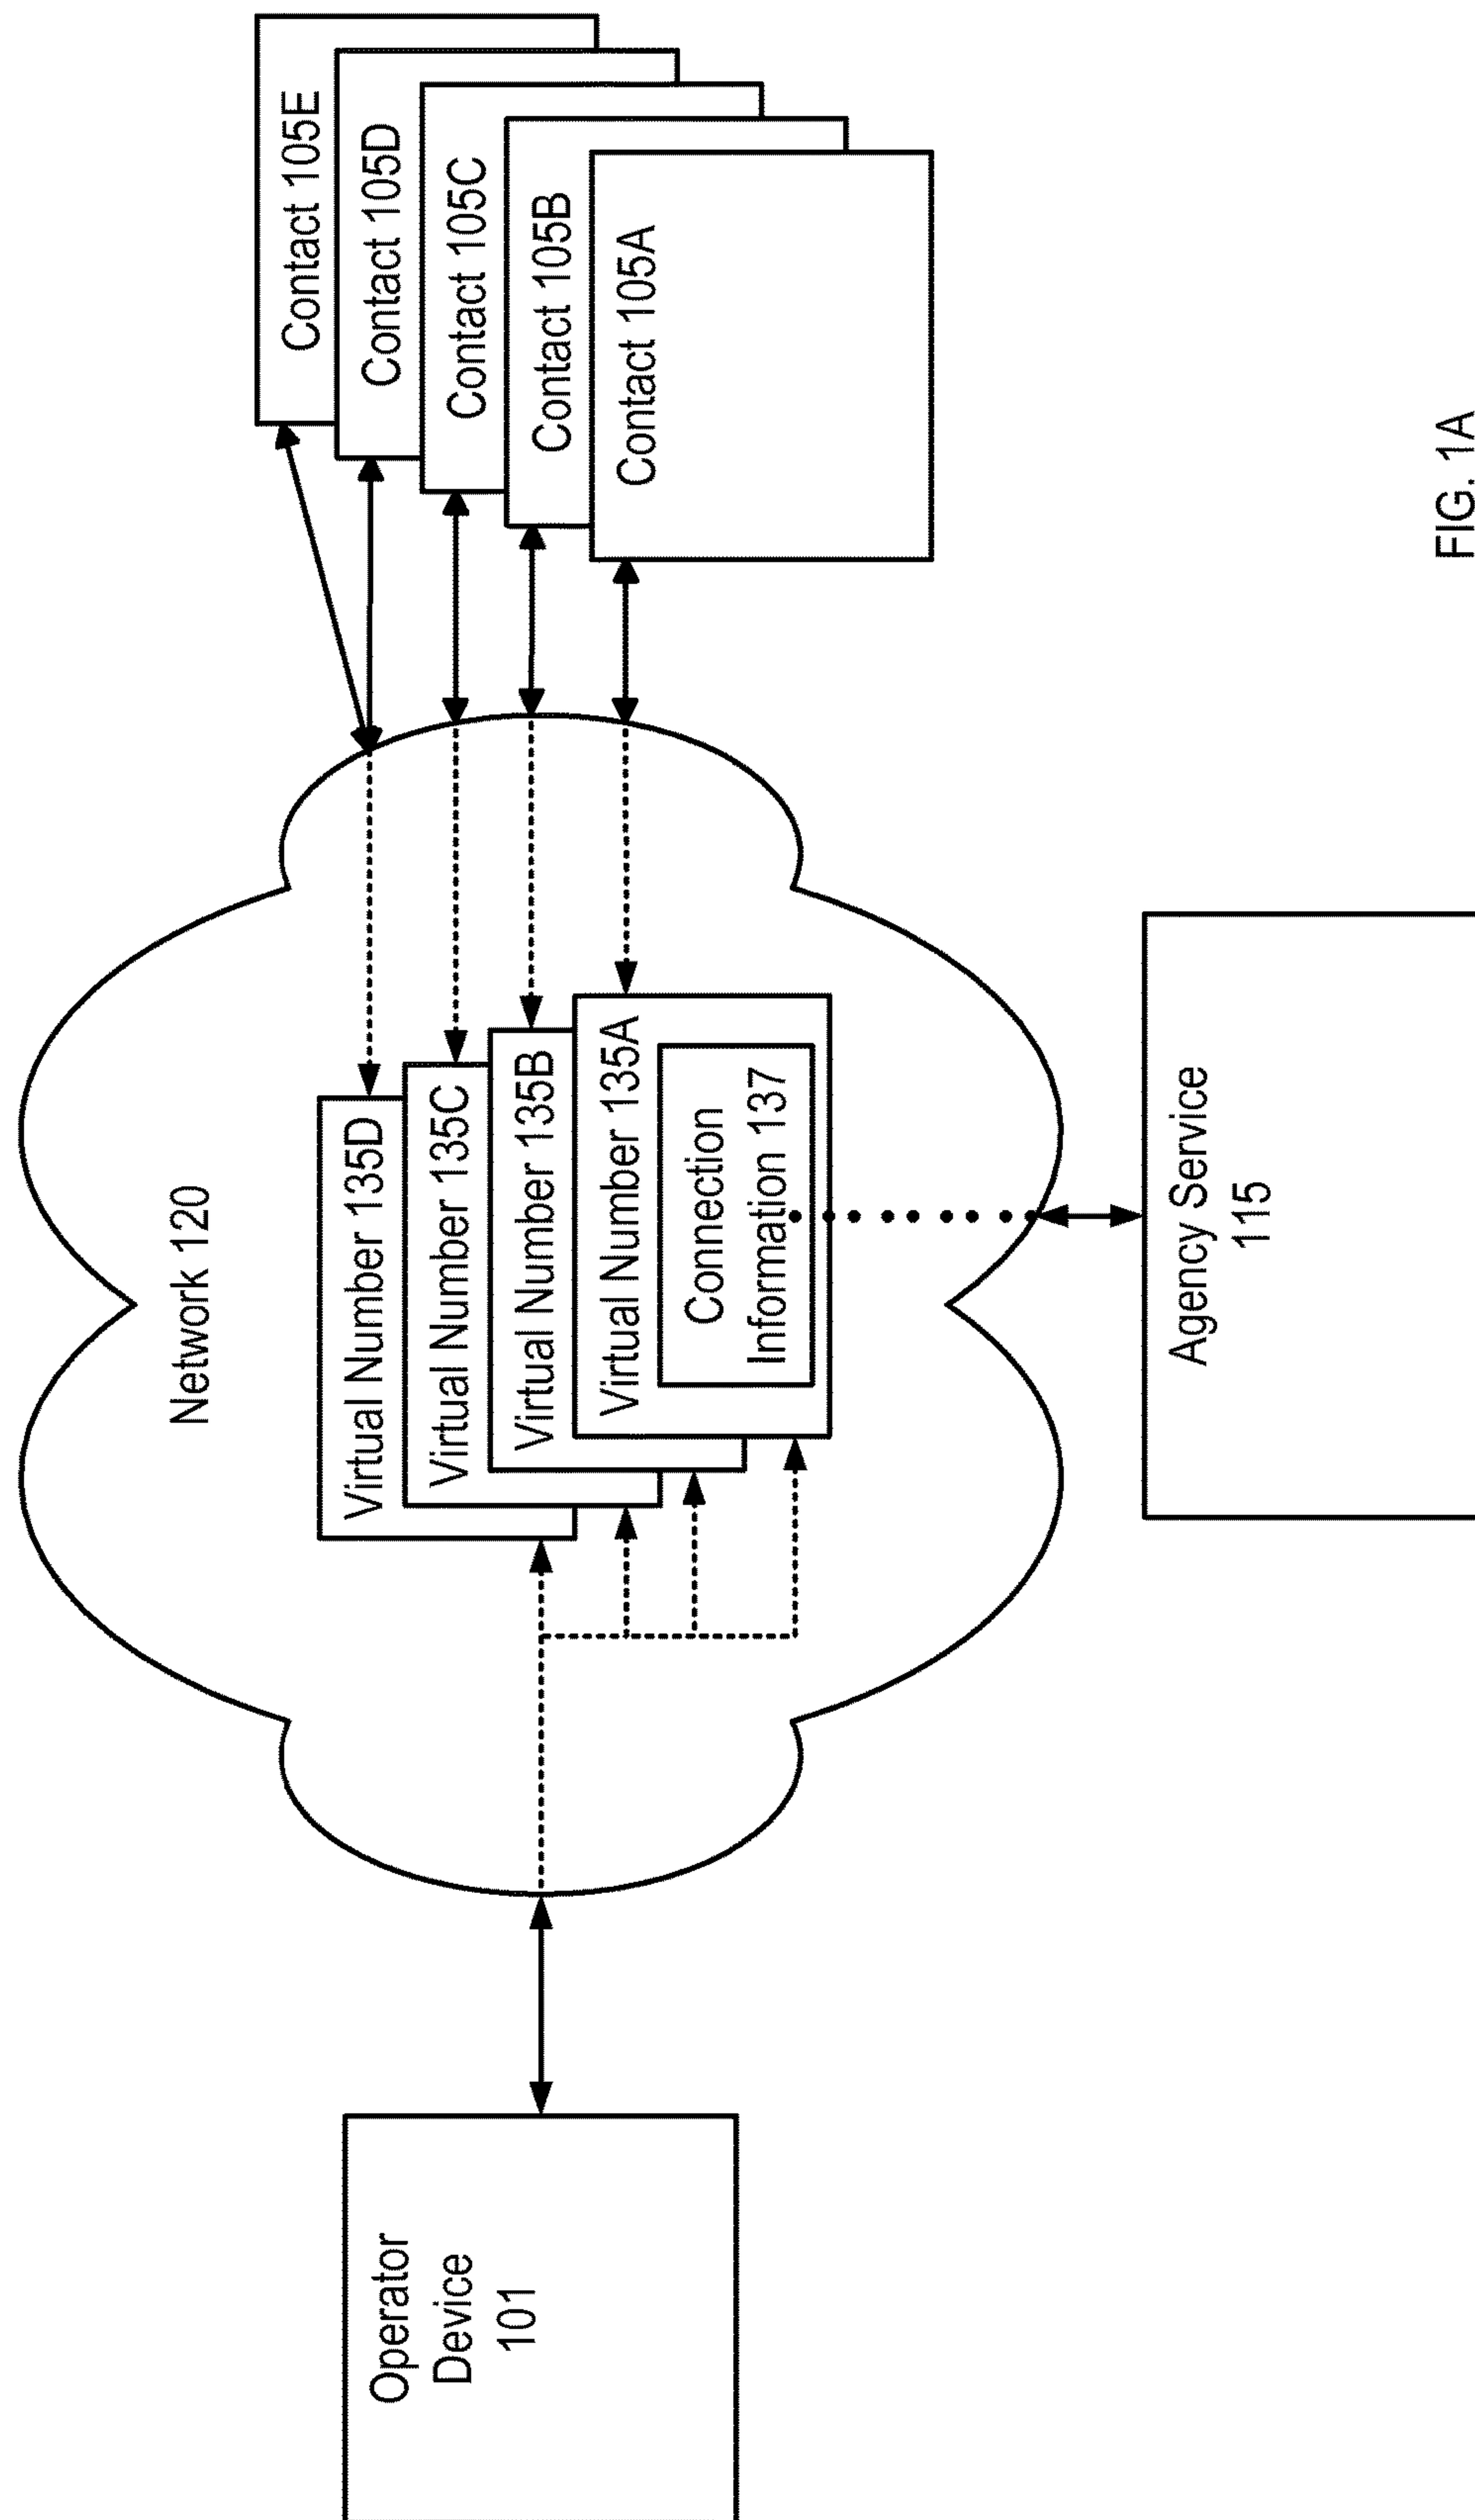 Network 120
Operator
Device
101
Virtual Number 135D
Virtual Number 135C
Virtual Number 135B
Virtual Number 135A
Connection
Information 137
Contact 105E
Contact 105D
Contact 105C
Contact 105B
Contact 105A
Agency Service
115
FIG. 1A